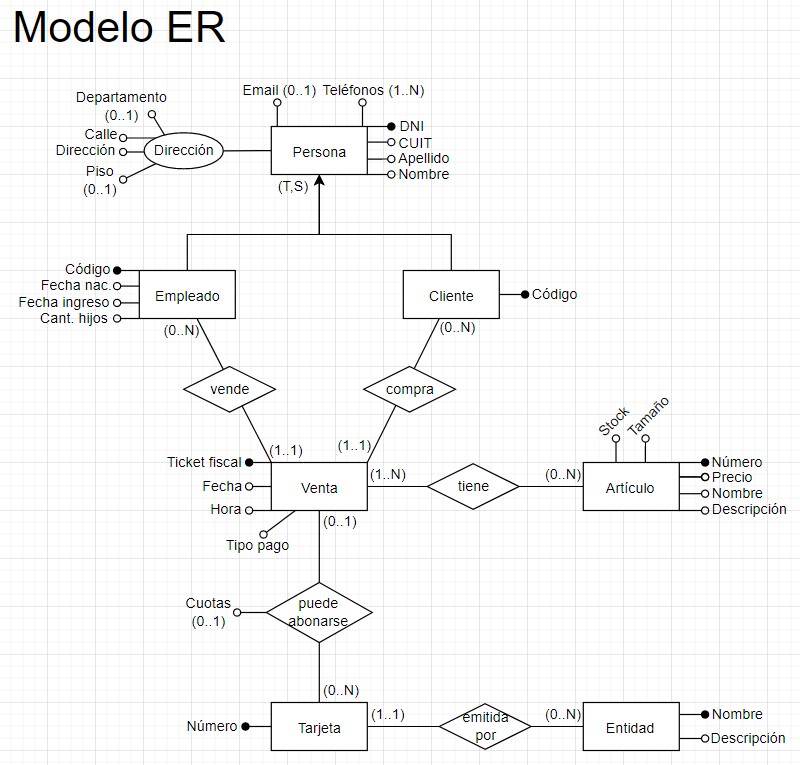 Modelo ER
Email (0..1)
Teléfonos (1..N)
Departamento
(0..1)
Calle
Dirección
Piso
(0..1)
Dirección
Persona
DNI
CUIT
Apellido
Nombre
(T,S)
Código
Fecha nac.
Fecha ingreso
Cant. hijos
Empleado
(0..N)
Cliente
Código
(0..N)
vende
compra
(1..1)
(1..1)
Stock
Tamaño
Ticket fiscal
Fecha
Hora
Tipo pago
Venta
(1..N)
tiene
(0..N)
Artículo
Número
Precio
Nombre
Descripción
(0..1)
Cuotas
(0..1)
puede
abonarse
(0..N)
Número
Tarjeta
(1..1)
emitida
por
(0..N)
Entidad
Nombre
Descripción